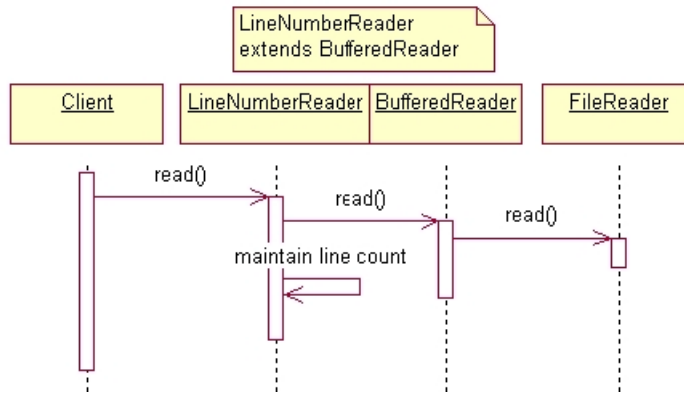 LineNumberReader
extends BufferedReader
Client
LineNumberReader
BufferedReader
FileReader
read()
read()
read()
maintain line count